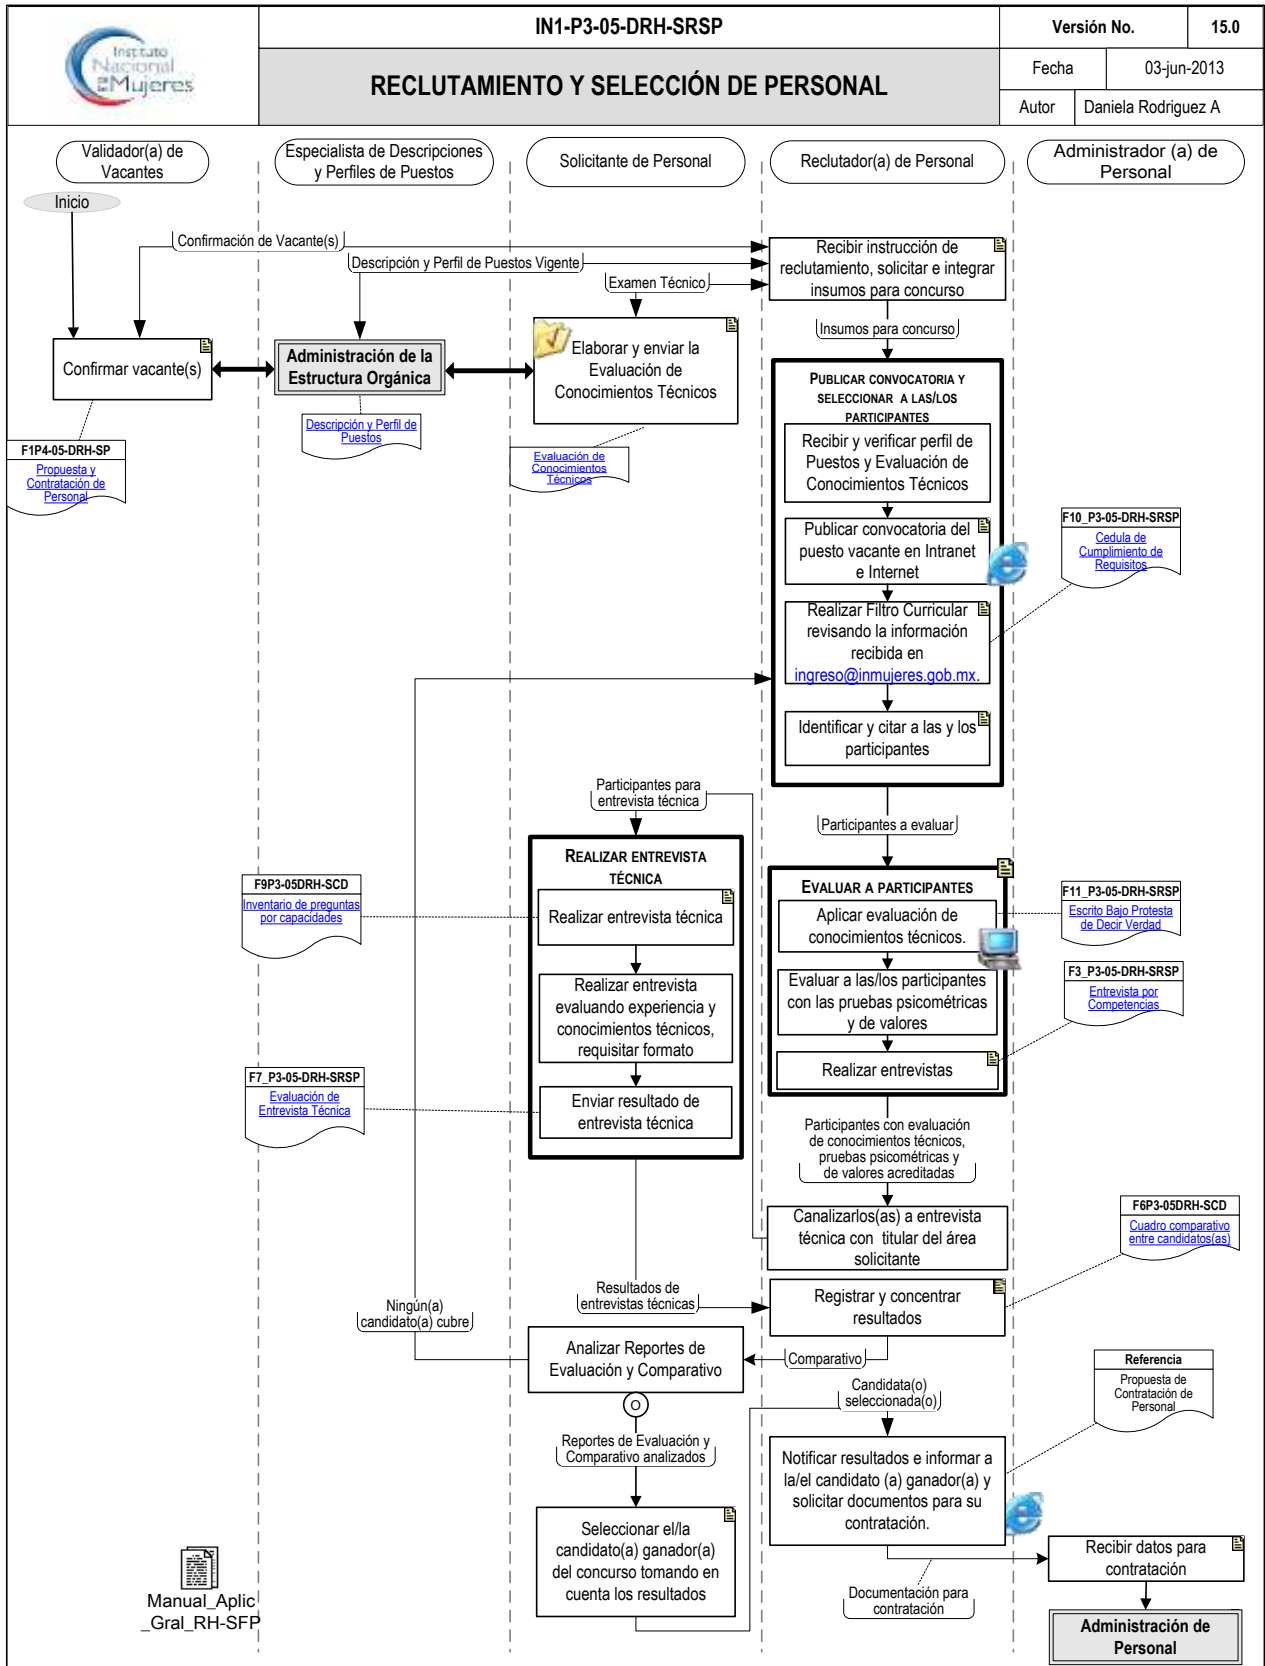 Instituto
Nacional
de las
Mujeres
IN1-P3-05-DRH-SRSP
Versión No.
15.0
RECLUTAMIENTO Y SELECCIÓN DE PERSONAL
Fecha
03-jun-2013
Autor
Daniela Rodriguez A
Validador(a) de
Vacantes
Especialista de Descripciones
y Perfiles de Puestos
Solicitante de Personal
Reclutador(a) de Personal
Administrador (a) de
Personal
Inicio
Confirmación de Vacante(s)
Descripción y Perfil de Puestos Vigente
Examen Técnico
Recibir instrucción de
reclutamiento, solicitar e integrar
insumos para concurso
Insumos para concurso
Confirmar vacante(s)
Administración de la
Estructura Orgánica
Elaborar y enviar la
Evaluación de
Conocimientos Técnicos
F1P4-05-DRH-SP
Propuesta y
Contratación de
Personal
Descripción y Perfil de
Puestos
Evaluación de
Conocimientos
Técnicos
PUBLICAR CONVOCATORIA Y
SELECCIONAR A LAS/LOS
PARTICIPANTES
Recibir y verificar perfil de
Puestos y Evaluación de
Conocimientos Técnicos
Publicar convocatoria del
puesto vacante en Intranet
e Internet
Realizar Filtro Curricular
revisando la información
recibida en
ingreso@inmujeres.gob.mx.
Identificar y citar a las y los
participantes
F10_P3-05-DRH-SRSP
Cedula de
Cumplimiento de
Requisitos
Participantes para
entrevista técnica
Participantes a evaluar
REALIZAR ENTREVISTA
TÉCNICA
Realizar entrevista técnica
Realizar entrevista
evaluando experiencia y
conocimientos técnicos,
requisitar formato
Enviar resultado de
entrevista técnica
F9P3-05DRH-SCD
Inventario de preguntas
por capacidades
F7_P3-05-DRH-SRSP
Evaluación de
Entrevista Técnica
EVALUAR A PARTICIPANTES
Aplicar evaluación de
conocimientos técnicos.
Evaluar a las/los participantes
con las pruebas psicométricas
y de valores
Realizar entrevistas
F11_P3-05-DRH-SRSP
Escrito Bajo Protesta
de Decir Verdad
F3_P3-05-DRH-SRSP
Entrevista por
Competencias
Participantes con evaluación
de conocimientos técnicos,
pruebas psicométricas y
de valores acreditadas
Canalizarlos(as) a entrevista
técnica con titular del área
solicitante
F6P3-05DRH-SCD
Cuadro comparativo
entre candidatos(as)
Resultados de
entrevistas técnicas
Registrar y concentrar
resultados
Ningún(a)
candidato(a) cubre
Analizar Reportes de
Evaluación y Comparativo
Comparativo
O
Candidata(o)
seleccionada(o)
Referencia
Propuesta de
Contratación de
Personal
Reportes de Evaluación y
Comparativo analizados
Notificar resultados e informar a
la/el candidato (a) ganador(a) y
solicitar documentos para su
contratación.
Seleccionar el/la
candidato(a) ganador(a)
del concurso tomando en
cuenta los resultados
Recibir datos para
contratación
Documentación para
contratación
Administración de
Personal
Manual_Aplic
_Gral_RH-SFP